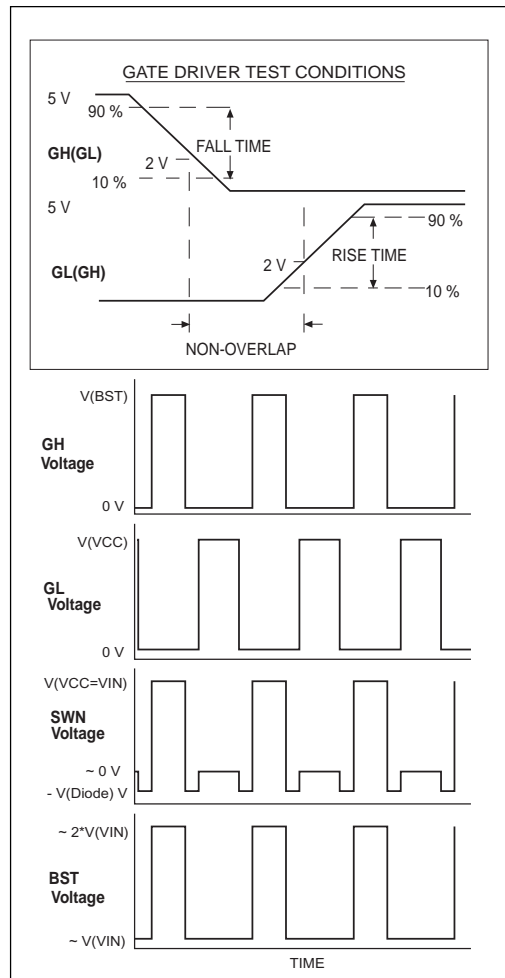 GATE DRIVER TEST CONDITIONS
5 V
90 %
FALL TIME
GH(GL)
2 V
10 %
5 V
90 %
GL(GH)
2 V
RISE TIME
10 %
NON-OVERLAP
V(BST)
GH
Voltage
0 V
V(VCC)
GL
Voltage
0 V
V(VCC=VIN)
SWN
Voltage
~ 0 V
- V(Diode) V
~ 2*V(VIN)
BST
Voltage
~ V(VIN)
TIME